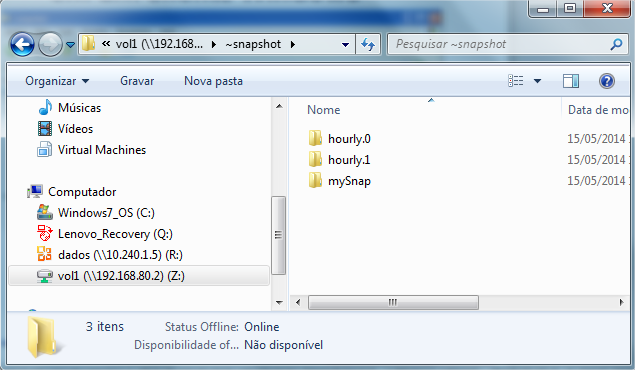 « vol1 (\\192.168... ▸ ~snapshot ▸
Pesquisar ~snapshot
Organizar Gravar Nova pasta
Músicas
Vídeos
Virtual Machines
Computador
Windows7_OS (C:)
Lenovo_Recovery (Q:)
dados (\\10.240.1.5) (R:)
vol1 (\\192.168.80.2) (Z:)
Nome Data de mo
hourly.0 15/05/2014
hourly.1 15/05/2014
mySnap 15/05/2014
3 itens Status Offline: Online
Disponibilidade of... Não disponível